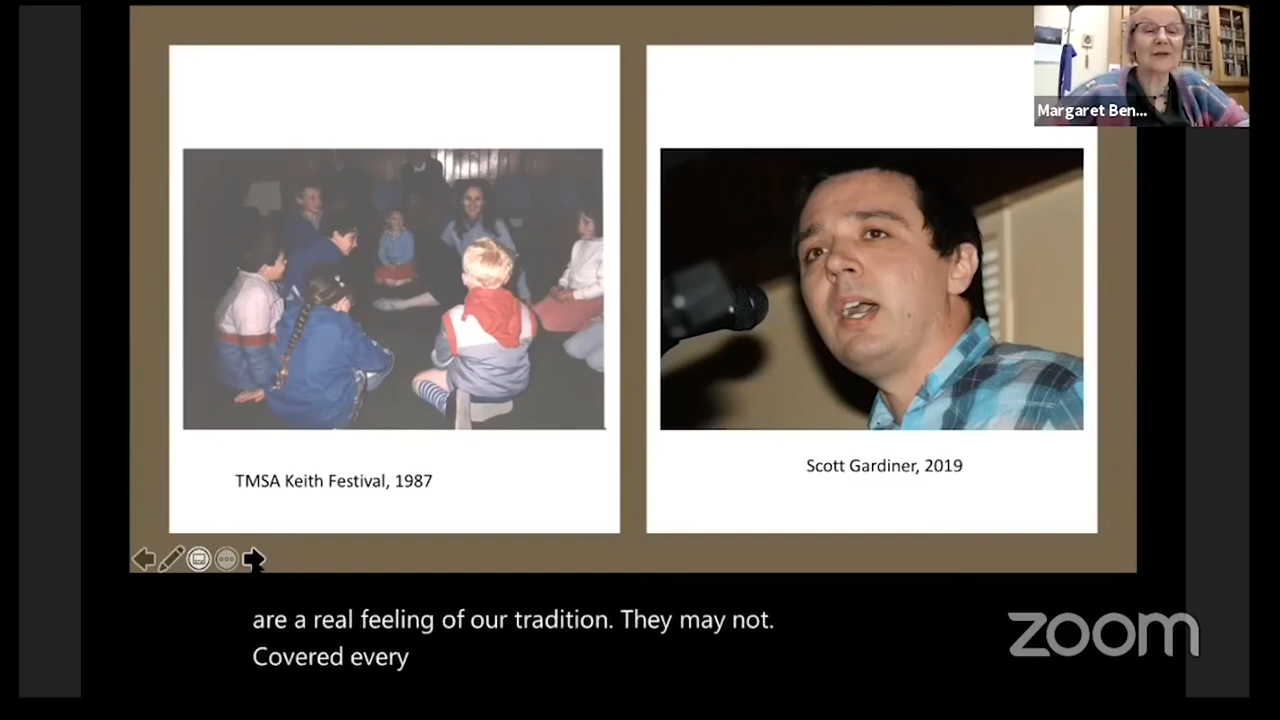 Margaret Ben...
TMSA Keith Festival, 1987
Scott Gardiner, 2019
are a real feeling of our tradition. They may not.
Covered every
zoom